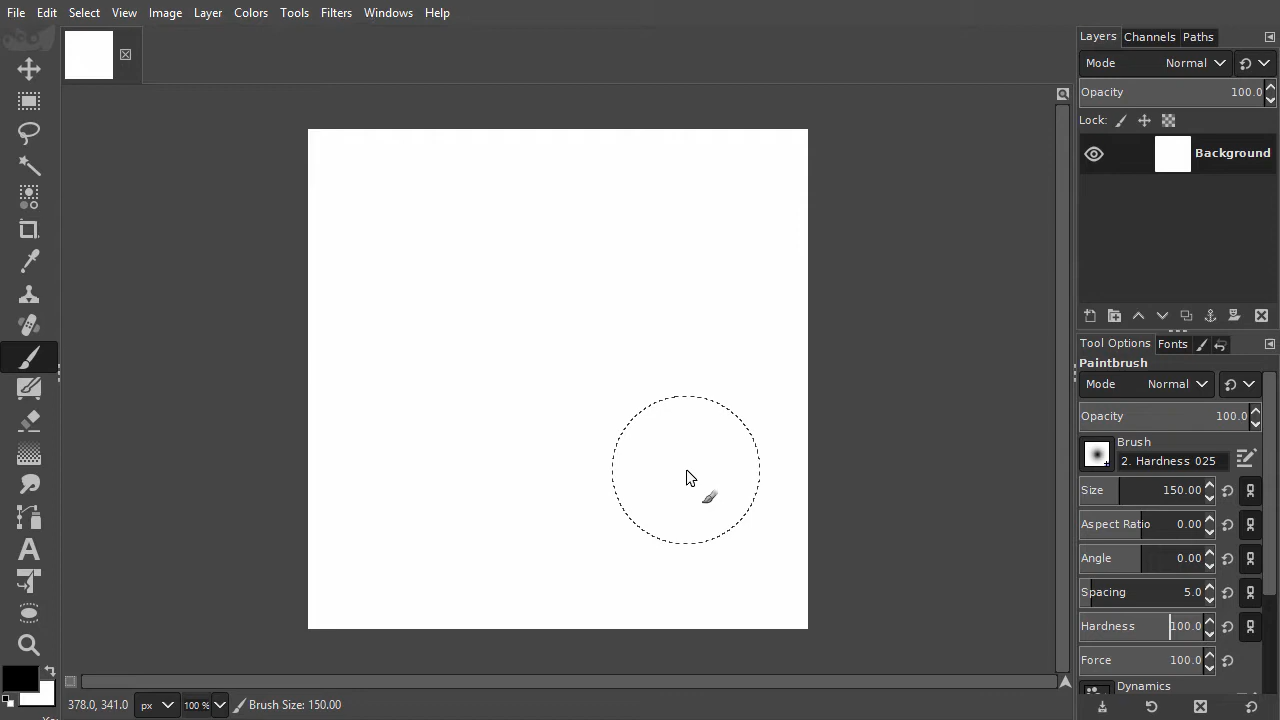 File Edit Select View Image Layer Colors Tools Filters Windows Help
Layers Channels Paths
Mode Normal
Opacity 100.0
Lock:
Background
Tool Options Fonts
Paintbrush
Mode Normal
Opacity 100.0
Brush
2. Hardness 025
Size 150.00
Aspect Ratio 0.00
Angle 0.00
Spacing 5.0
Hardness 100.0
Force 100.0
Dynamics
378.0, 341.0 px 100 % Brush Size: 150.00